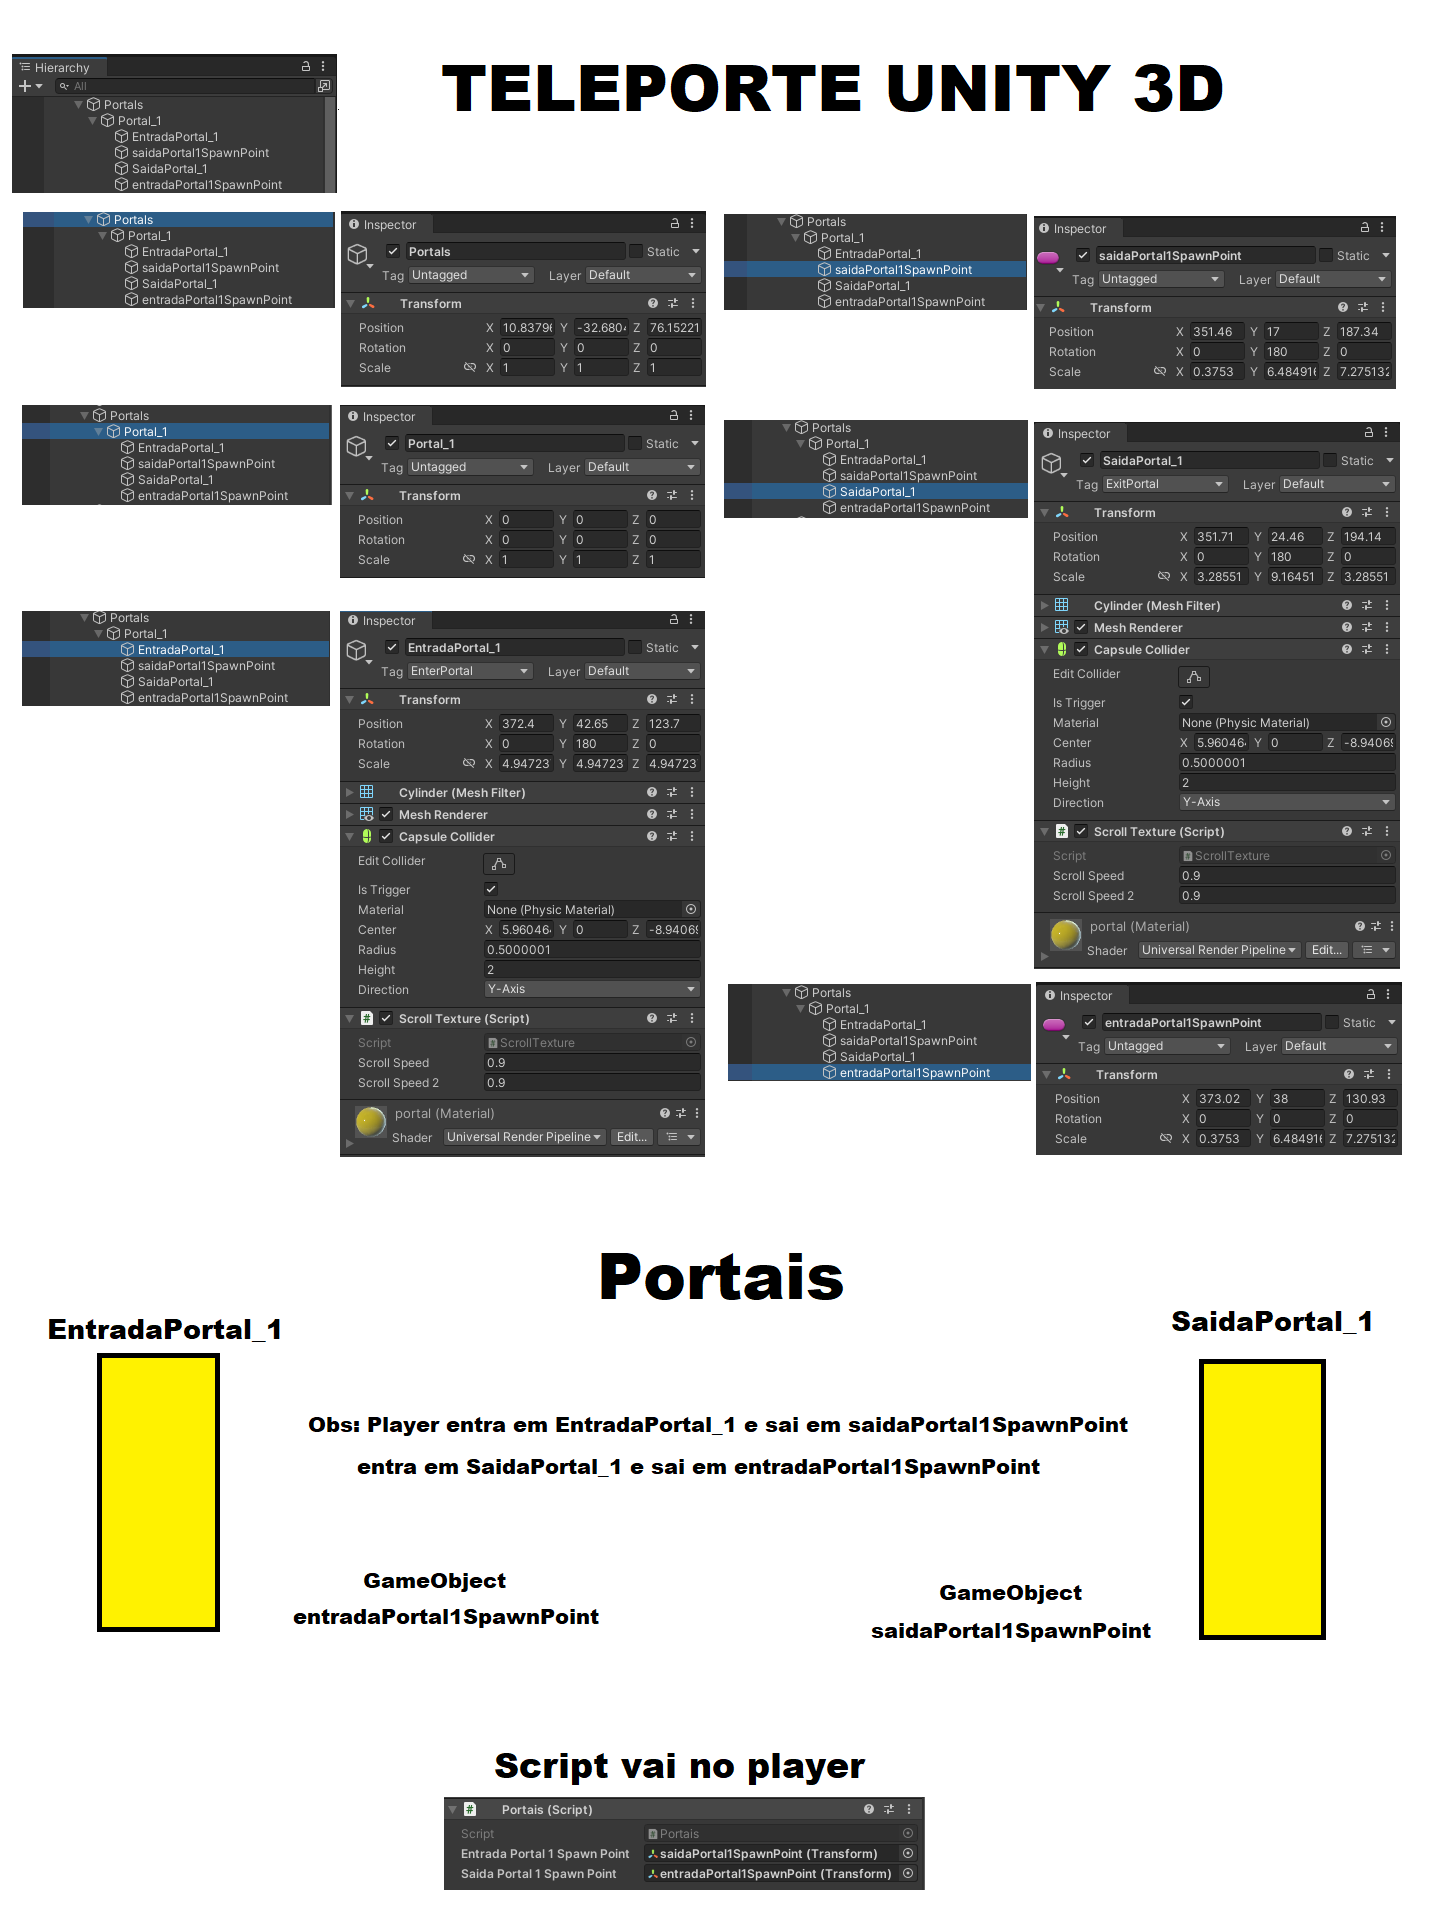 TELEPORTE UNITY 3D
Hierarchy
All
Portals
Portal_1
EntradaPortal_1
saidaPortal1SpawnPoint
SaidaPortal_1
entradaPortal1SpawnPoint
Portals
Portal_1
EntradaPortal_1
saidaPortal1SpawnPoint
SaidaPortal_1
entradaPortal1SpawnPoint
Inspector
Portals Static
Tag Untagged Layer Default
Transform
Position X 10.83796 Y -32.6804 Z 76.15221
Rotation X 0 Y 0 Z 0
Scale X 1 Y 1 Z 1
Portals
Portal_1
EntradaPortal_1
saidaPortal1SpawnPoint
SaidaPortal_1
entradaPortal1SpawnPoint
Inspector
saidaPortal1SpawnPoint Static
Tag Untagged Layer Default
Transform
Position X 351.46 Y 17 Z 187.34
Rotation X 0 Y 180 Z 0
Scale X 0.3753 Y 6.484916 Z 7.275132
Portals
Portal_1
EntradaPortal_1
saidaPortal1SpawnPoint
SaidaPortal_1
entradaPortal1SpawnPoint
Inspector
Portal_1 Static
Tag Untagged Layer Default
Transform
Position X 0 Y 0 Z 0
Rotation X 0 Y 0 Z 0
Scale X 1 Y 1 Z 1
Portals
Portal_1
EntradaPortal_1
saidaPortal1SpawnPoint
SaidaPortal_1
entradaPortal1SpawnPoint
Inspector
SaidaPortal_1 Static
Tag ExitPortal Layer Default
Transform
Position X 351.71 Y 24.46 Z 194.14
Rotation X 0 Y 180 Z 0
Scale X 3.28551 Y 9.16451 Z 3.28551
Cylinder (Mesh Filter)
Mesh Renderer
Capsule Collider
Edit Collider
Is Trigger
Material None (Physic Material)
Center X 5.96046 Y 0 Z -8.94069
Radius 0.5000001
Height 2
Direction Y-Axis
Scroll Texture (Script)
Script ScrollTexture
Scroll Speed 0.9
Scroll Speed 2 0.9
portal (Material)
Shader Universal Render Pipeline Edit...
Portals
Portal_1
EntradaPortal_1
saidaPortal1SpawnPoint
SaidaPortal_1
entradaPortal1SpawnPoint
Inspector
EntradaPortal_1 Static
Tag EnterPortal Layer Default
Transform
Position X 372.4 Y 42.65 Z 123.7
Rotation X 0 Y 180 Z 0
Scale X 4.94723 Y 4.94723 Z 4.94723
Cylinder (Mesh Filter)
Mesh Renderer
Capsule Collider
Edit Collider
Is Trigger
Material None (Physic Material)
Center X 5.96046 Y 0 Z -8.94069
Radius 0.5000001
Height 2
Direction Y-Axis
Scroll Texture (Script)
Script ScrollTexture
Scroll Speed 0.9
Scroll Speed 2 0.9
portal (Material)
Shader Universal Render Pipeline Edit...
Portals
Portal_1
EntradaPortal_1
saidaPortal1SpawnPoint
SaidaPortal_1
entradaPortal1SpawnPoint
Inspector
entradaPortal1SpawnPoint Static
Tag Untagged Layer Default
Transform
Position X 373.02 Y 38 Z 130.93
Rotation X 0 Y 0 Z 0
Scale X 0.3753 Y 6.484916 Z 7.275132
Portais
EntradaPortal_1
SaidaPortal_1
Obs: Player entra em EntradaPortal_1 e sai em saidaPortal1SpawnPoint
entra em SaidaPortal_1 e sai em entradaPortal1SpawnPoint
GameObject
entradaPortal1SpawnPoint
GameObject
saidaPortal1SpawnPoint
Script vai no player
Portais (Script)
Script Portais
Entrada Portal 1 Spawn Point saidaPortal1SpawnPoint (Transform)
Saida Portal 1 Spawn Point entradaPortal1SpawnPoint (Transform)